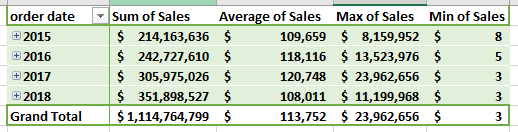 order date Sum of Sales Average of Sales Max of Sales Min of Sales
2015 $ 214,163,636 $ 109,659 $ 8,159,952 $ 8
2016 $ 242,727,610 $ 118,116 $ 13,523,976 $ 5
2017 $ 305,975,026 $ 120,748 $ 23,962,656 $ 3
2018 $ 351,898,527 $ 108,011 $ 11,199,968 $ 3
Grand Total $ 1,114,764,799 $ 113,752 $ 23,962,656 $ 3